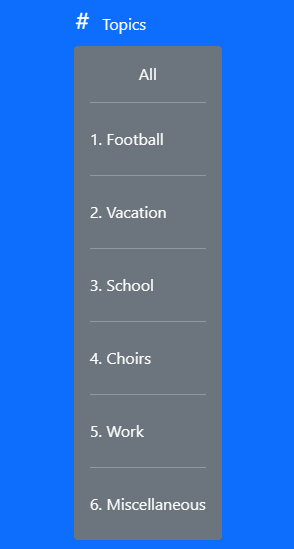 # Topics
All
1. Football
2. Vacation
3. School
4. Choirs
5. Work
6. Miscellaneous